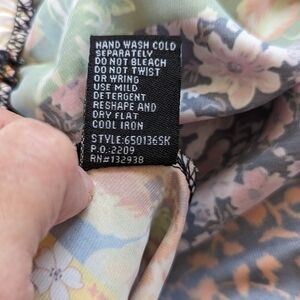 HAND WASH COLD
SEPARATELY
DO NOT BLEACH
DO NOT TWIST
OR WRING
USE MILD
DETERGENT
RESHAPE AND
DRY FLAT
COOL IRON
STYLE:650136SK
P.O.:2209
RN#132938